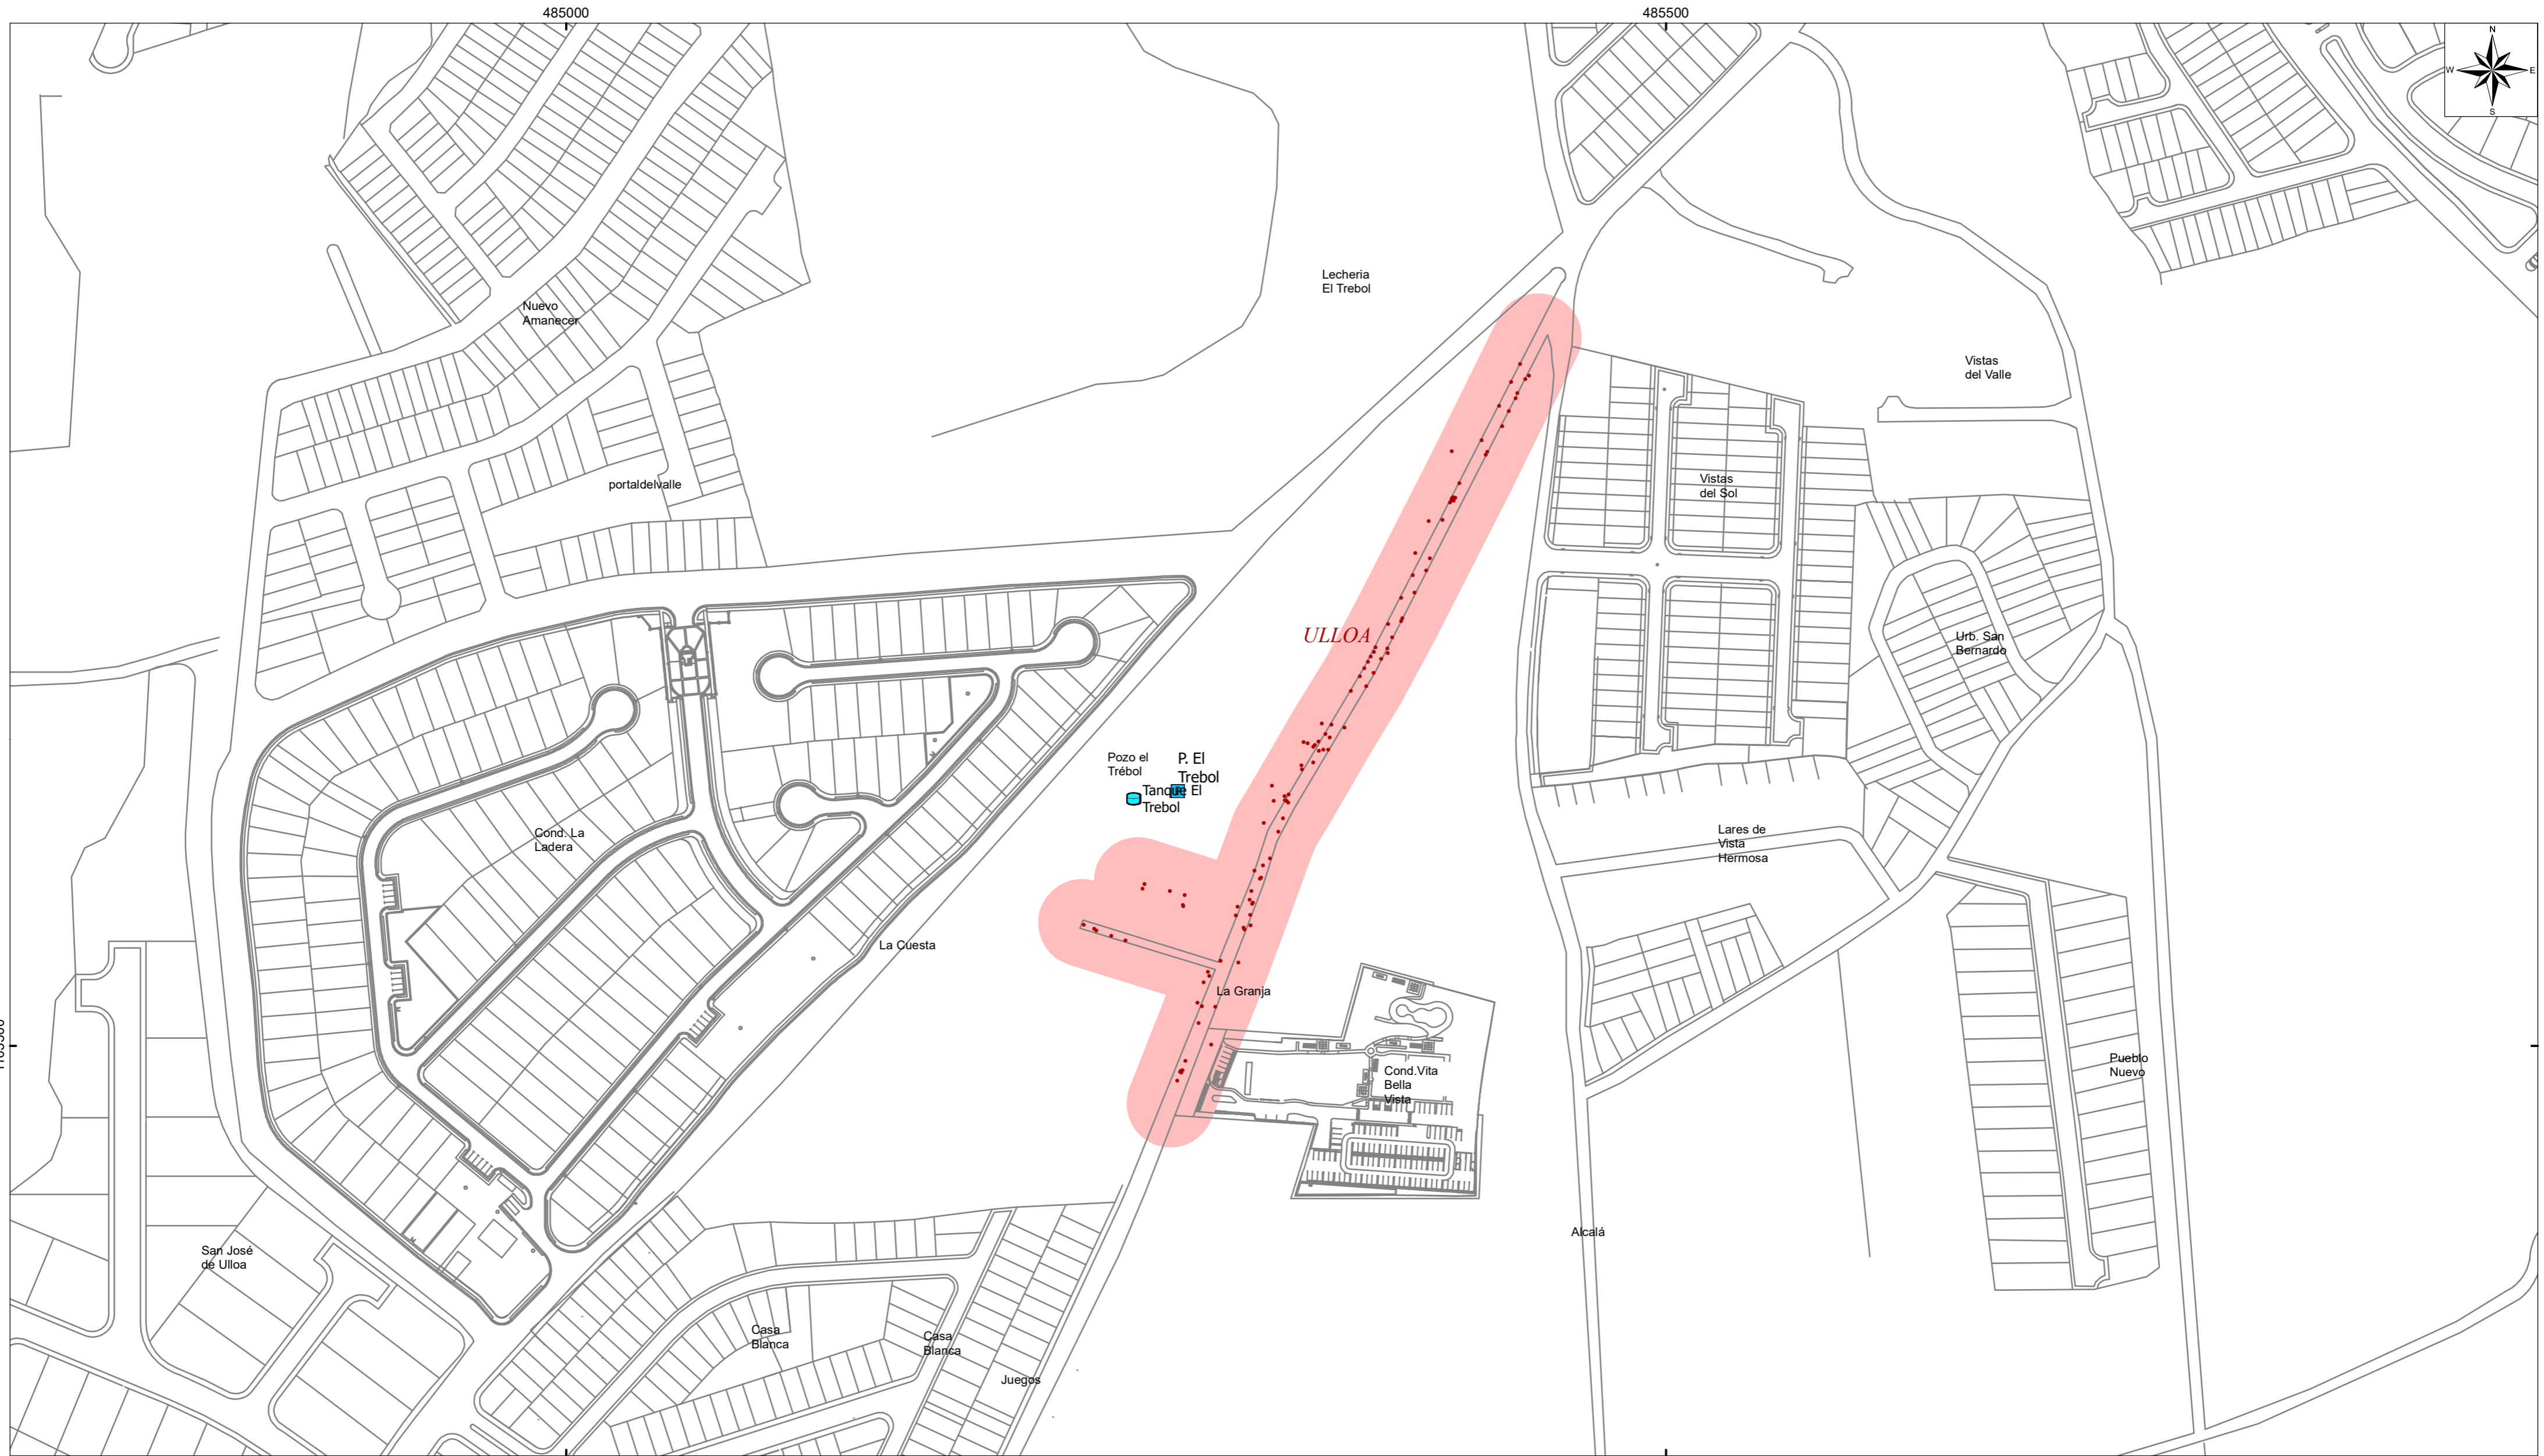 485000
485500
N
W
E
S
Lecheria
El Trebol
Nuevo
Amanecer
Vistas
del Valle
portaldelvalle
Vistas
del Sol
ULLOA
Urb. San
Bernardo
Pozo el
Trébol
P. El
Trebol
Tanque El
Trebol
Cond. La
Ladera
Lares de
Vista
Hermosa
La Cuesta
La Granja
Cond.Vita
Bella
Vista
Pueblo
Nuevo
Alcalá
San José
de Ulloa
Casa
Blanca
Casa
Blanca
Juegos